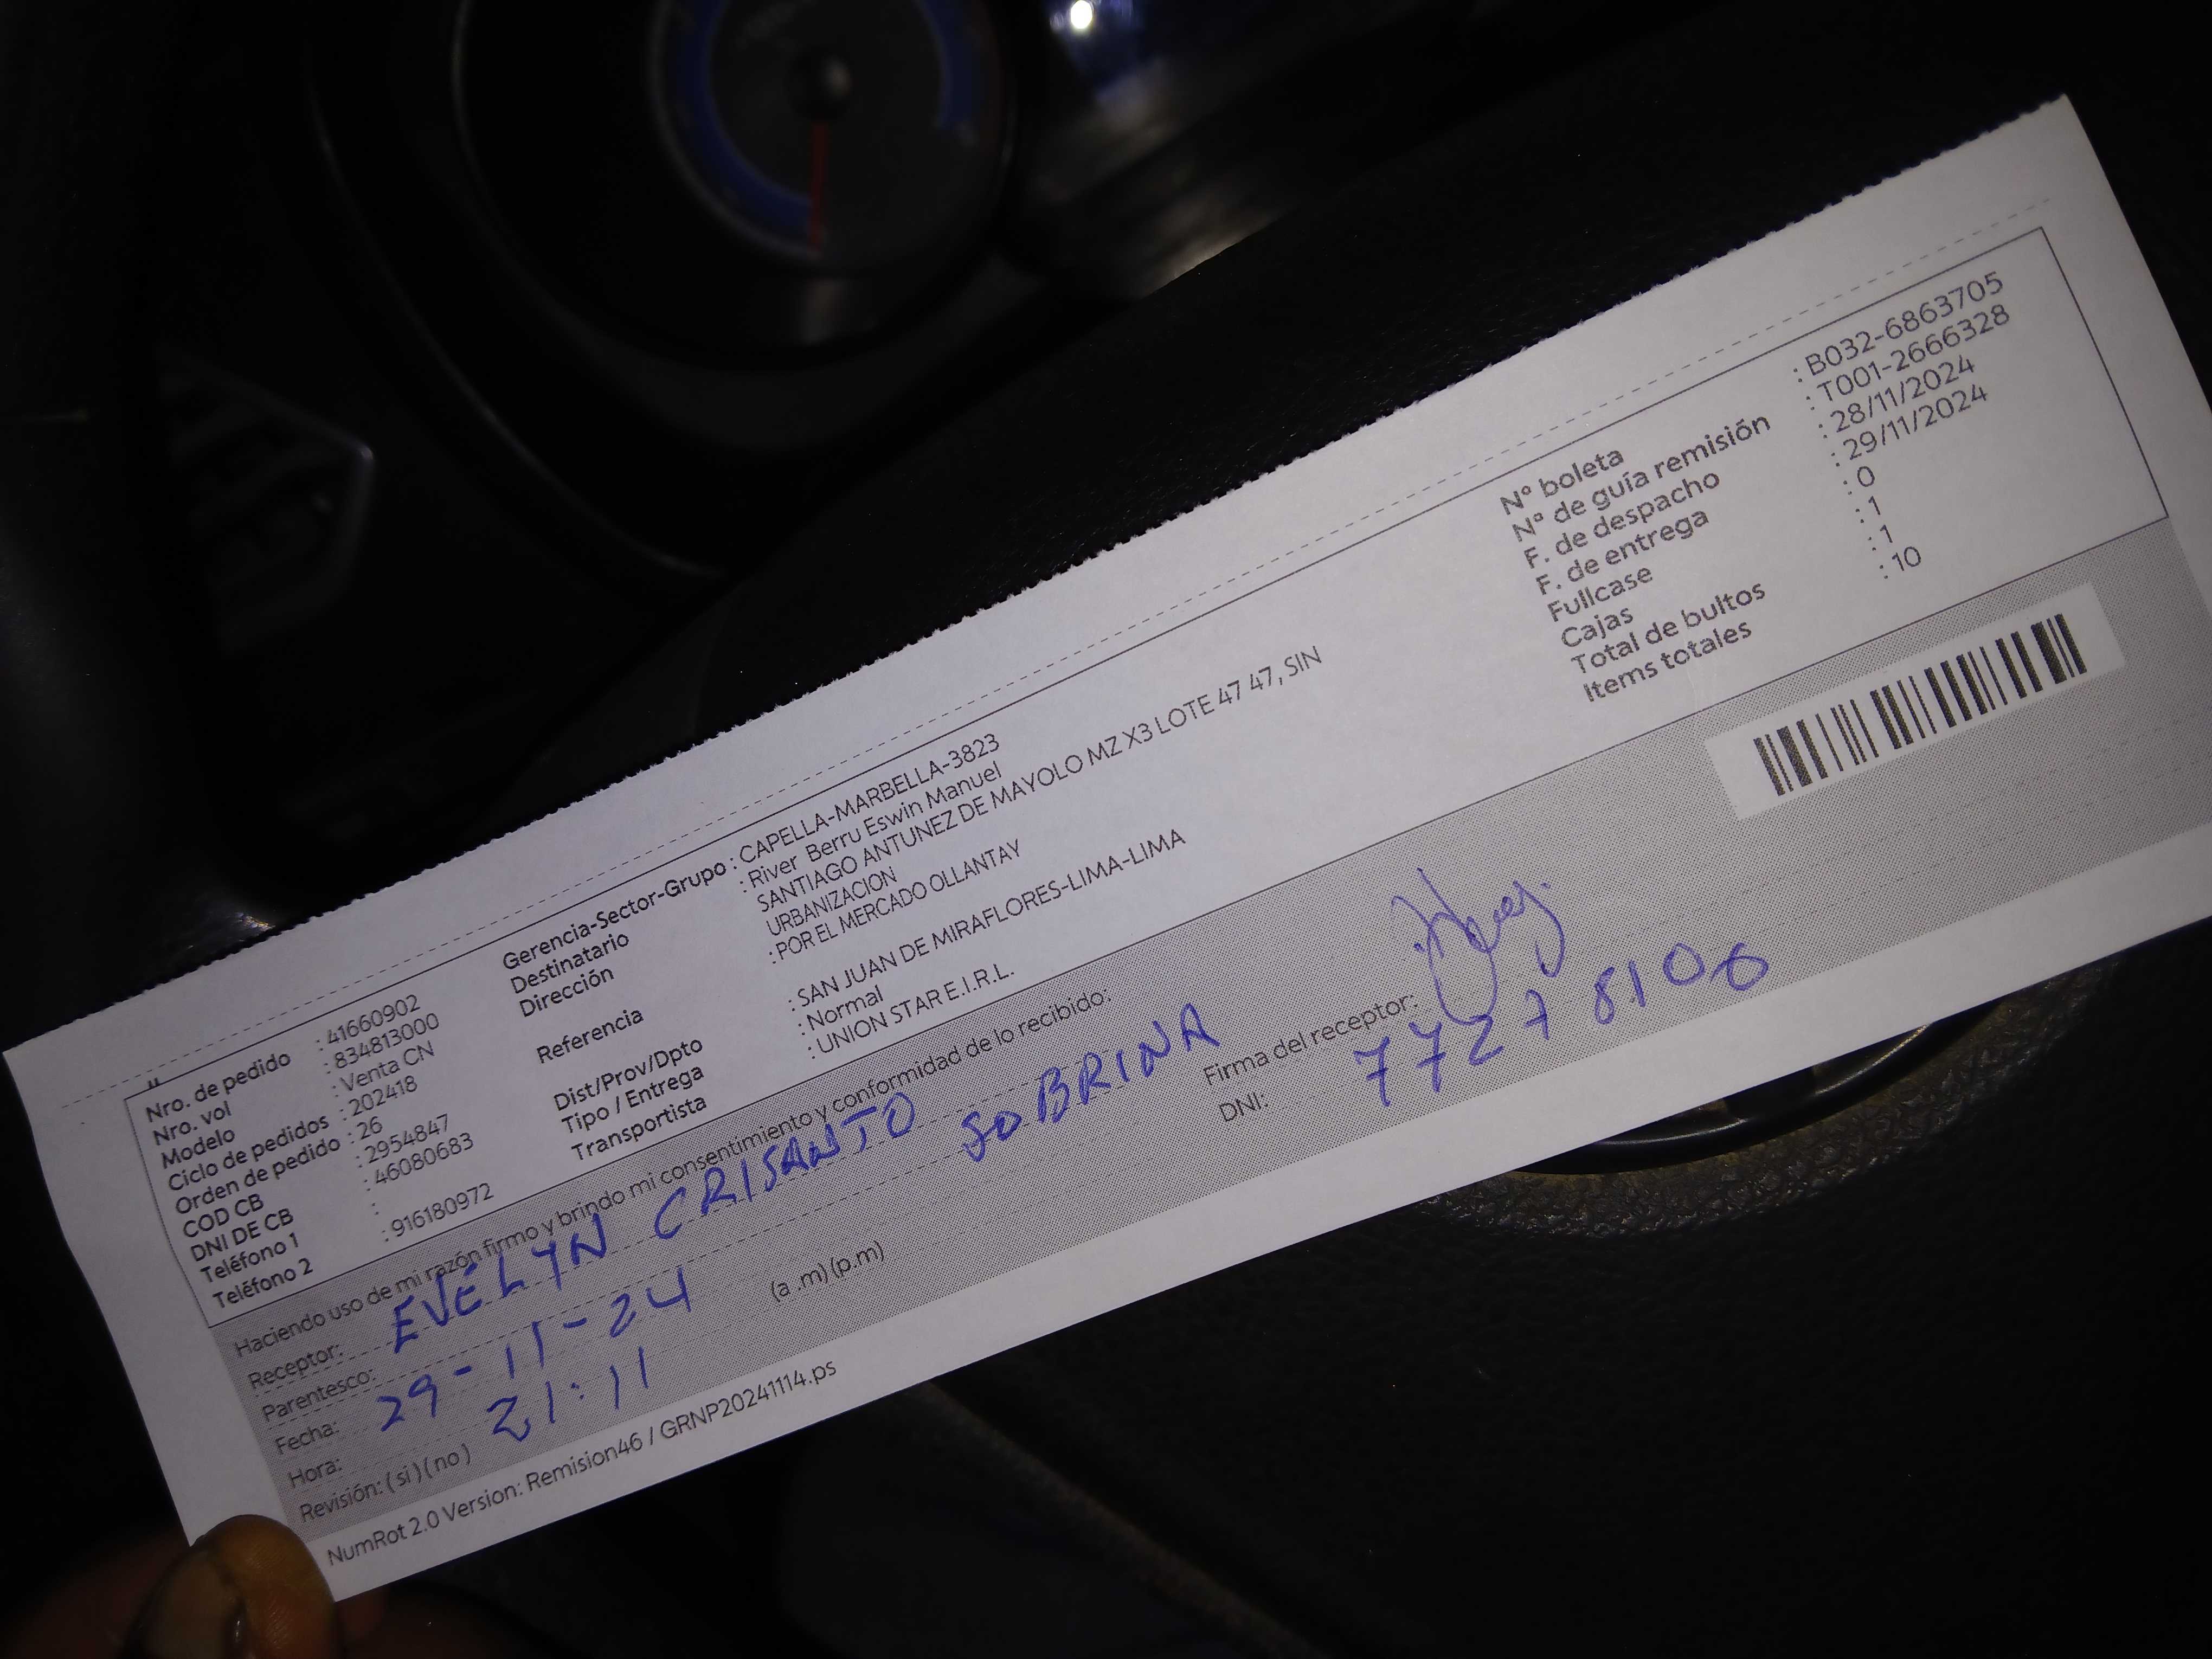 Nro. de pedido : 41660902
Nro. vol : 834813000
Modelo : Venta CN
Ciclo de pedidos : 202418
Orden de pedido : 26
COD CB : 2954847
DNI DE CB : 46080683
Teléfono 1 :
Teléfono 2 : 916180972
Gerencia-Sector-Grupo : CAPELLA-MARBELLA-3823
Destinatario : River Berru Eswin Manuel
Dirección SANTIAGO ANTUNEZ DE MAYOLO MZ X3 LOTE 47 47, SIN
URBANIZACION
Referencia : POR EL MERCADO OLLANTAY
Dist/Prov/Dpto : SAN JUAN DE MIRAFLORES-LIMA-LIMA
Tipo / Entrega : Normal
Transportista : UNION STAR E.I.R.L.
N° boleta : B032-6863705
N° de guía remisión : T001-2666328
F. de despacho : 28/11/2024
F. de entrega : 29/11/2024
Fullcase : 0
Cajas : 1
Total de bultos : 1
Items totales : 10
Haciendo uso de mi razón firmo y brindo mi consentimiento y conformidad de lo recibido:
Receptor: EVELYN CRISANTO SOBRINA
Parentesco:
Fecha: 29-11-24
Hora: 21:11 (a.m) (p.m)
Revisión: (si) (no)
Firma del receptor:
DNI: 77278100
NumRot 2.0 Version: Remision46 / GRNP20241114.ps